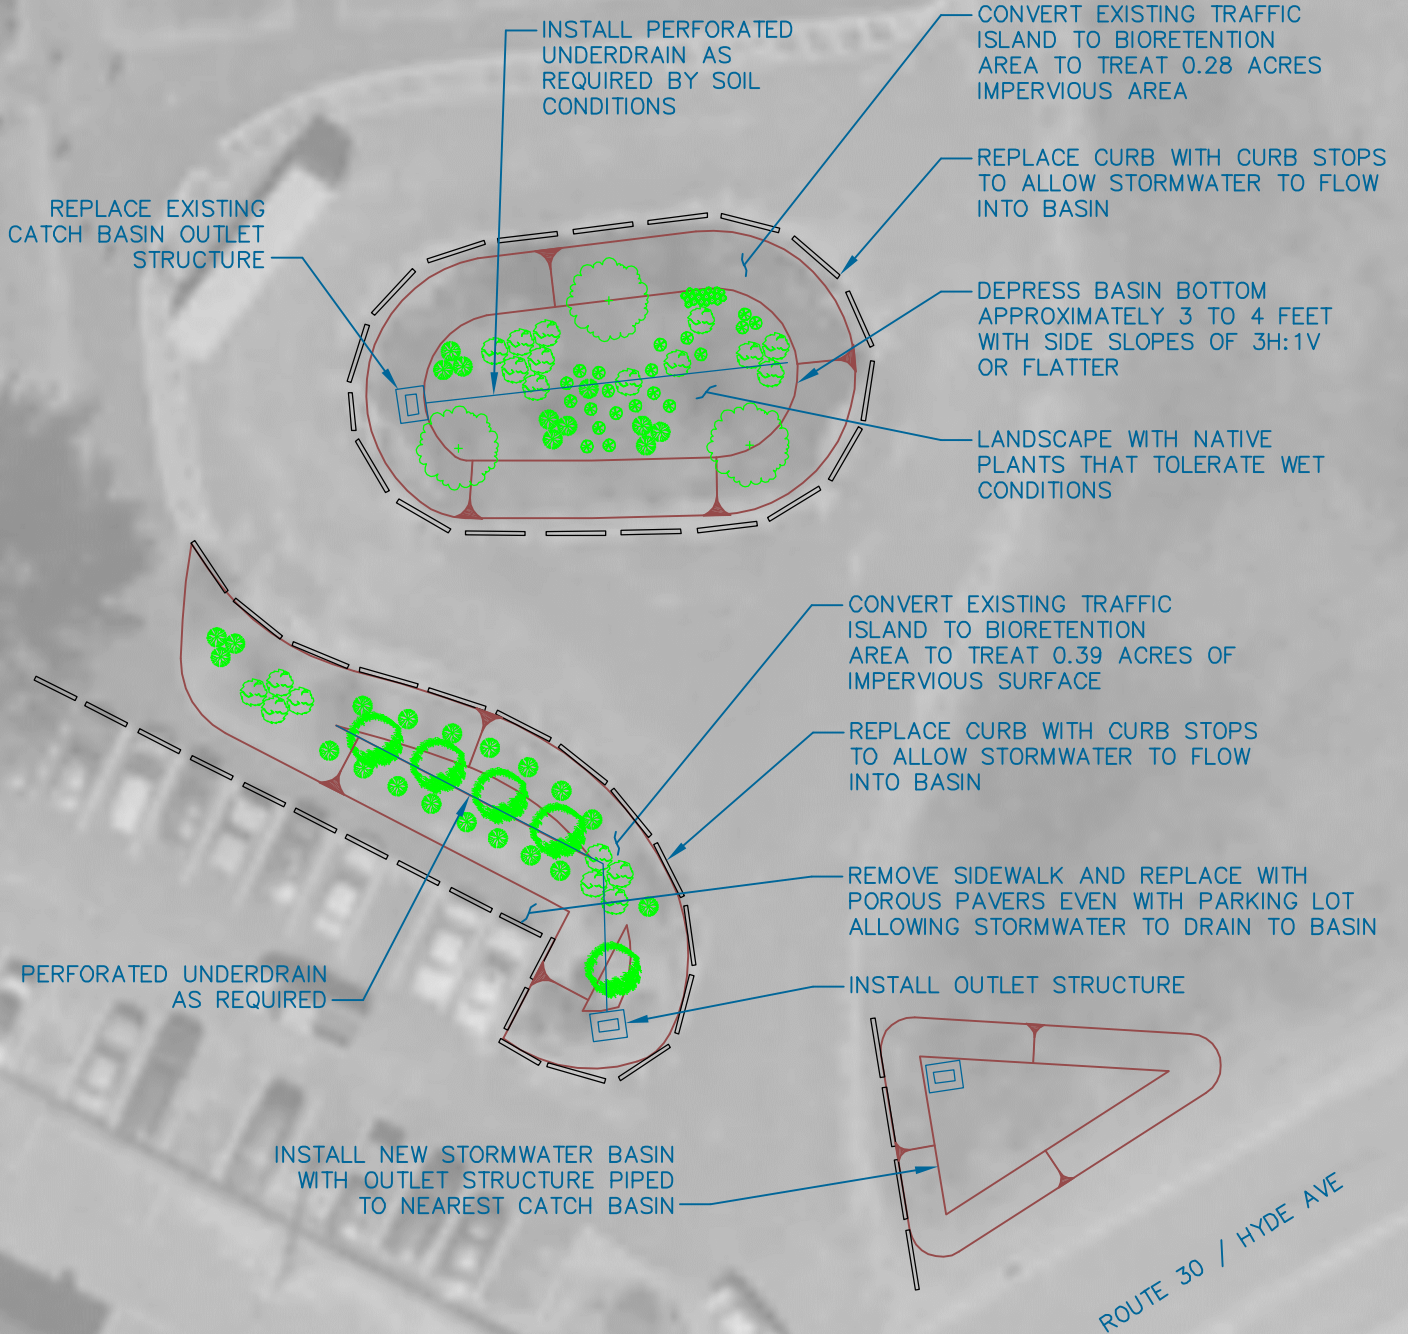 INSTALL PERFORATED
UNDERDRAIN AS
REQUIRED BY SOIL
CONDITIONS
CONVERT EXISTING TRAFFIC
ISLAND TO BIORETENTION
AREA TO TREAT 0.28 ACRES
IMPERVIOUS AREA
REPLACE CURB WITH CURB STOPS
TO ALLOW STORMWATER TO FLOW
INTO BASIN
REPLACE EXISTING
CATCH BASIN OUTLET
STRUCTURE
DEPRESS BASIN BOTTOM
APPROXIMATELY 3 TO 4 FEET
WITH SIDE SLOPES OF 3H:1V
OR FLATTER
LANDSCAPE WITH NATIVE
PLANTS THAT TOLERATE WET
CONDITIONS
CONVERT EXISTING TRAFFIC
ISLAND TO BIORETENTION
AREA TO TREAT 0.39 ACRES OF
IMPERVIOUS SURFACE
REPLACE CURB WITH CURB STOPS
TO ALLOW STORMWATER TO FLOW
INTO BASIN
REMOVE SIDEWALK AND REPLACE WITH
POROUS PAVERS EVEN WITH PARKING LOT
ALLOWING STORMWATER TO DRAIN TO BASIN
PERFORATED UNDERDRAIN
AS REQUIRED
INSTALL OUTLET STRUCTURE
INSTALL NEW STORMWATER BASIN
WITH OUTLET STRUCTURE PIPED
TO NEAREST CATCH BASIN
ROUTE 30 / HYDE AVE